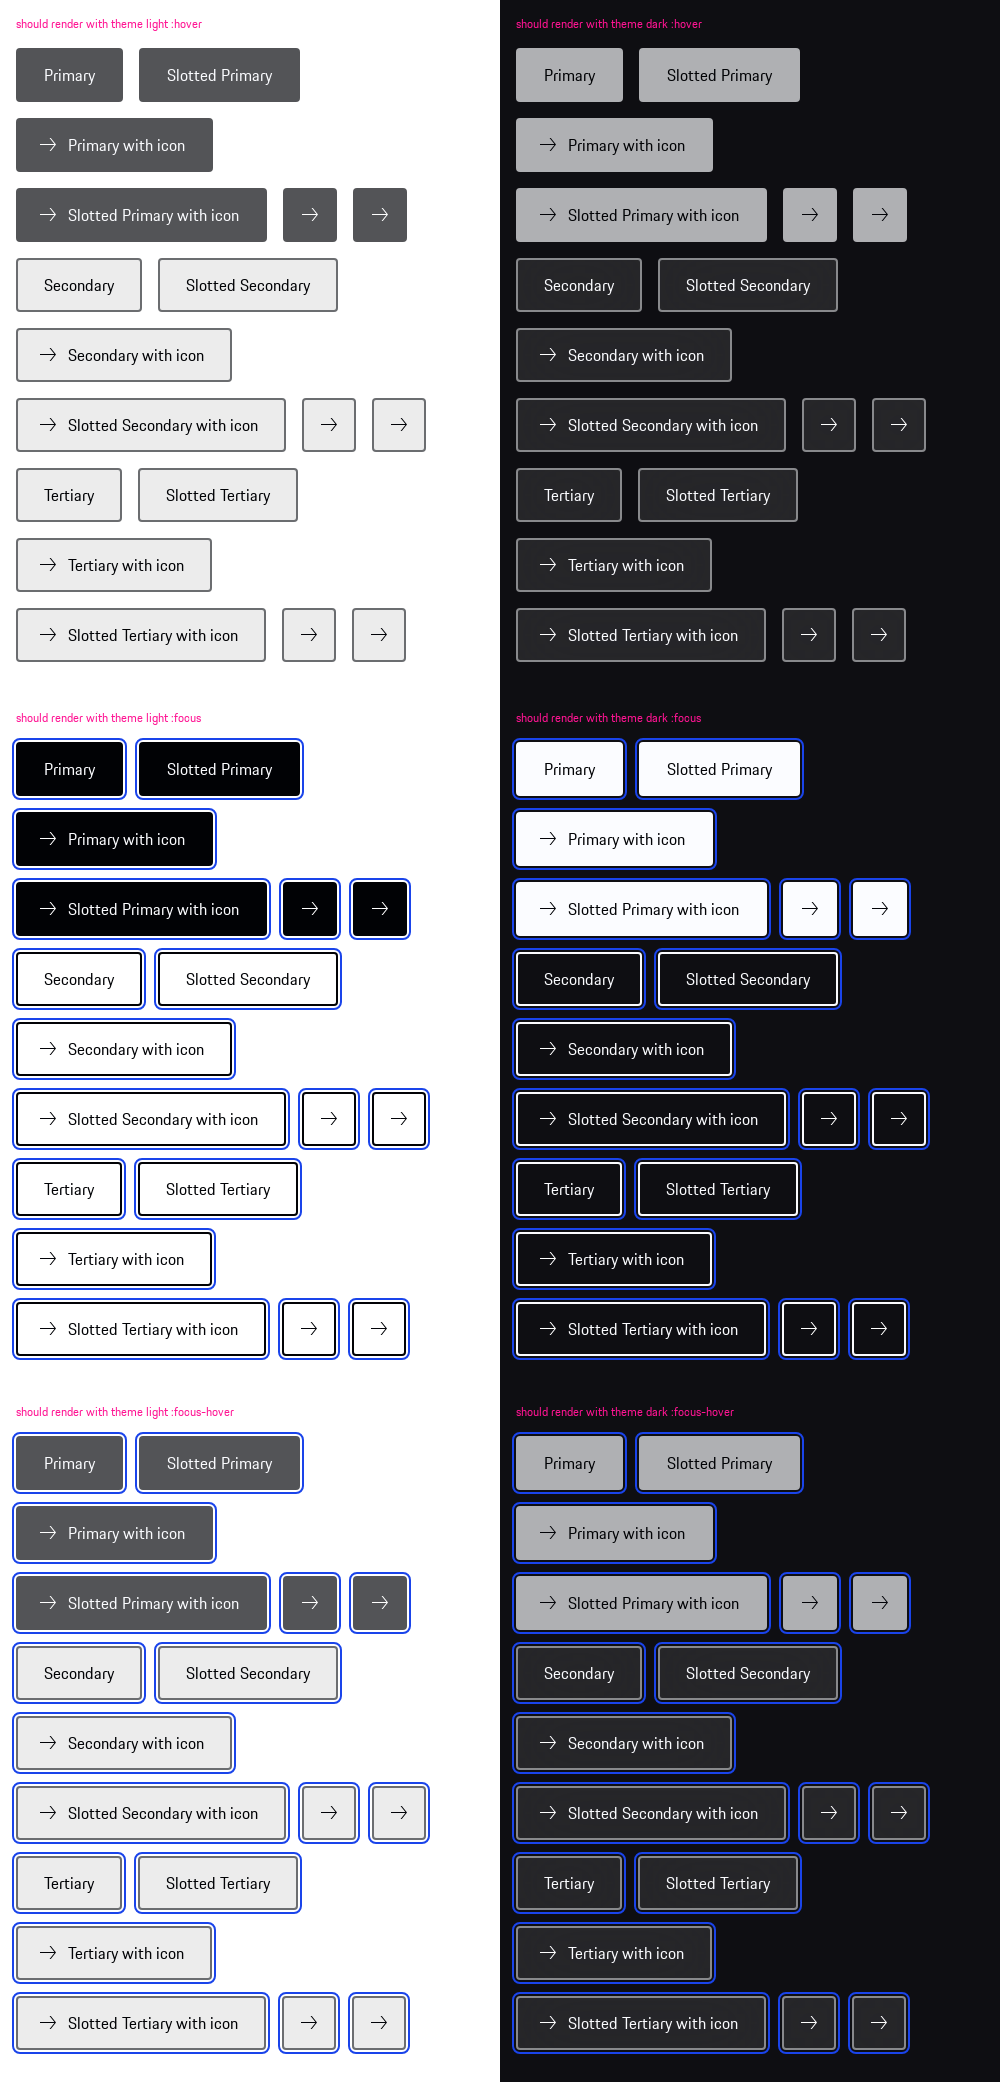 should render with theme light :hover
Primary Slotted Primary
Primary with icon
Slotted Primary with icon
Secondary Slotted Secondary
Secondary with icon
Slotted Secondary with icon
Tertiary Slotted Tertiary
Tertiary with icon
Slotted Tertiary with icon
should render with theme dark :hover
Primary Slotted Primary
Primary with icon
Slotted Primary with icon
Secondary Slotted Secondary
Secondary with icon
Slotted Secondary with icon
Tertiary Slotted Tertiary
Tertiary with icon
Slotted Tertiary with icon
should render with theme light :focus
Primary Slotted Primary
Primary with icon
Slotted Primary with icon
Secondary Slotted Secondary
Secondary with icon
Slotted Secondary with icon
Tertiary Slotted Tertiary
Tertiary with icon
Slotted Tertiary with icon
should render with theme dark :focus
Primary Slotted Primary
Primary with icon
Slotted Primary with icon
Secondary Slotted Secondary
Secondary with icon
Slotted Secondary with icon
Tertiary Slotted Tertiary
Tertiary with icon
Slotted Tertiary with icon
should render with theme light :focus-hover
Primary Slotted Primary
Primary with icon
Slotted Primary with icon
Secondary Slotted Secondary
Secondary with icon
Slotted Secondary with icon
Tertiary Slotted Tertiary
Tertiary with icon
Slotted Tertiary with icon
should render with theme dark :focus-hover
Primary Slotted Primary
Primary with icon
Slotted Primary with icon
Secondary Slotted Secondary
Secondary with icon
Slotted Secondary with icon
Tertiary Slotted Tertiary
Tertiary with icon
Slotted Tertiary with icon